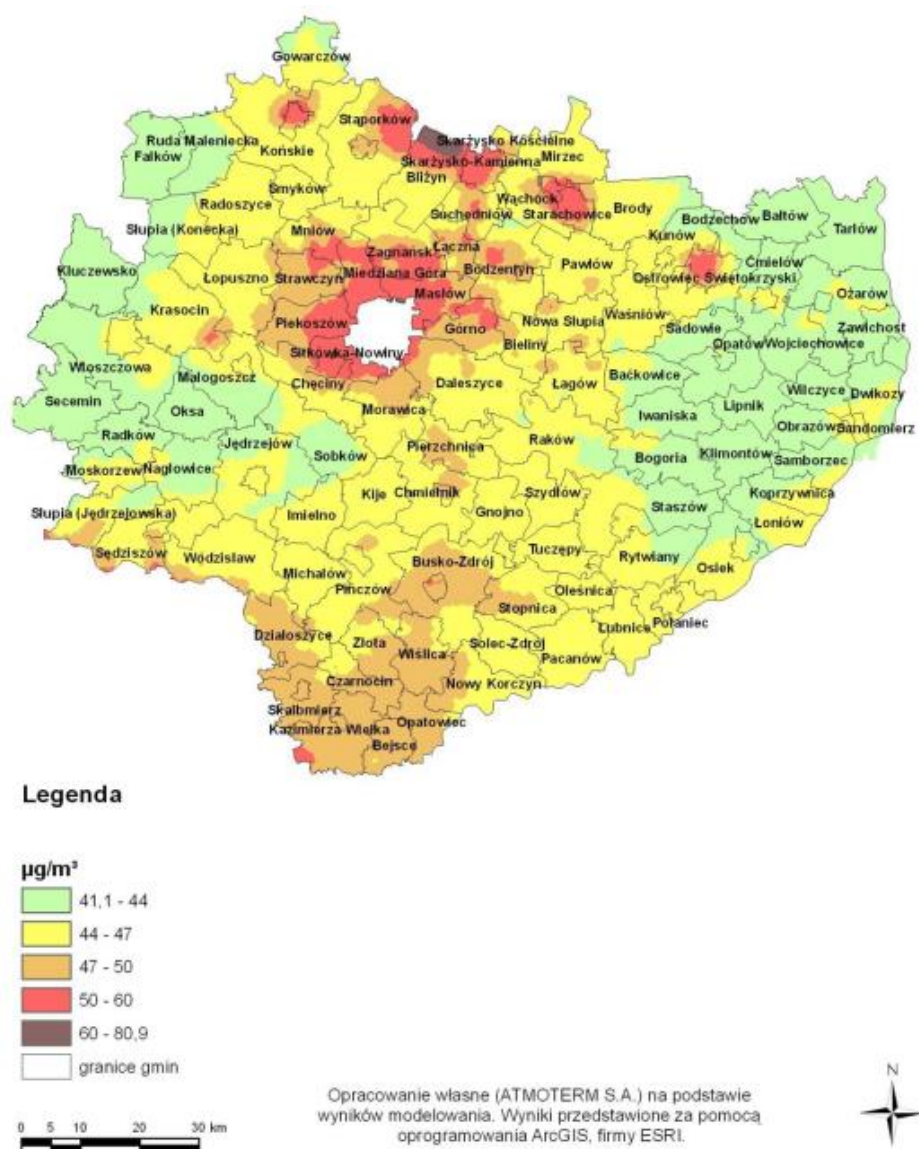 Gowarczów
Stąporków
Ruda Maleniecka
Skarżysko Kościelne
Fałków
Końskie
Mirzec
Skarżysko-Kamienna
Bliżyn
Smyków
Wąchock
Radoszyce
Suchedniów
Starachowice
Brody
Bodzechów
Bałtów
Słupia (Konecka)
Mniów
Łączna
Kunów
Tarłów
Zagnańsk
Kluczewsko
Łopuszno
Strawczyn
Miedziana Góra
Bodzentyn
Pawłów
Ćmielów
Ostrowiec Świętokrzyski
Masłów
Ożarów
Krasocin
Piekoszów
Górno
Nowa Słupia
Waśniów
Sadowie
Zawichost
Sitkówka-Nowiny
Bieliny
Opatów
Wojciechowice
Włoszczowa
Małogoszcz
Chęciny
Daleszyce
Łagów
Baćkowice
Wilczyce
Dwikozy
Secemin
Oksa
Morawica
Iwaniska
Lipnik
Obrazów
Sandomierz
Radków
Jędrzejów
Sobków
Pierzchnica
Raków
Bogoria
Klimontów
Samborzec
Moskorzew
Nagłowice
Kije
Chmielnik
Szydłów
Staszów
Koprzywnica
Słupia (Jędrzejowska)
Imielno
Gnojno
Łoniów
Sędziszów
Wodzisław
Tuczępy
Rytwiany
Osiek
Michałów
Busko-Zdrój
Pińczów
Oleśnica
Stopnica
Działoszyce
Złota
Łubnice
Połaniec
Wiślica
Solec-Zdrój
Pacanów
Czarnocin
Nowy Korczyn
Skalbmierz
Opatowiec
Kazimierza Wielka
Bejsce
Legenda
µg/m³
41,1 - 44
44 - 47
47 - 50
50 - 60
60 - 80,9
granice gmin
N
Opracowanie własne (ATMOTERM S.A.) na podstawie
wyników modelowania. Wyniki przedstawione za pomocą
oprogramowania ArcGIS, firmy ESRI.
0 5 10 20 30 km